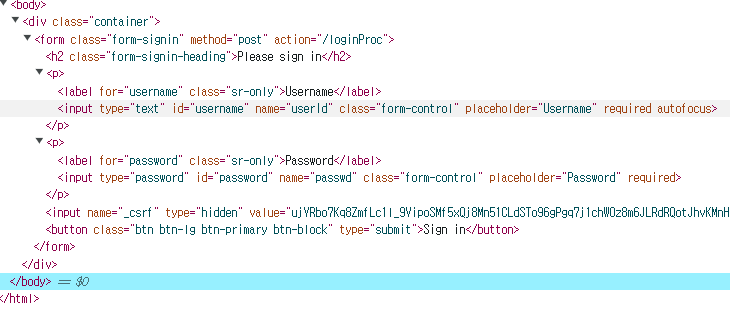 <body>
<div class="container">
<form class="form-signin" method="post" action="/loginProc">
<h2 class="form-signin-heading">Please sign in</h2>
<p>
<label for="username" class="sr-only">Username</label>
<input type="text" id="username" name="userId" class="form-control" placeholder="Username" required autofocus>
</p>
<p>
<label for="password" class="sr-only">Password</label>
<input type="password" id="password" name="passwd" class="form-control" placeholder="Password" required>
</p>
<input name="_csrf" type="hidden" value=
<button class="btn btn-lg btn-primary btn-block" type="submit">Sign in</button>
</form>
</div>
</body> == $0
</html>